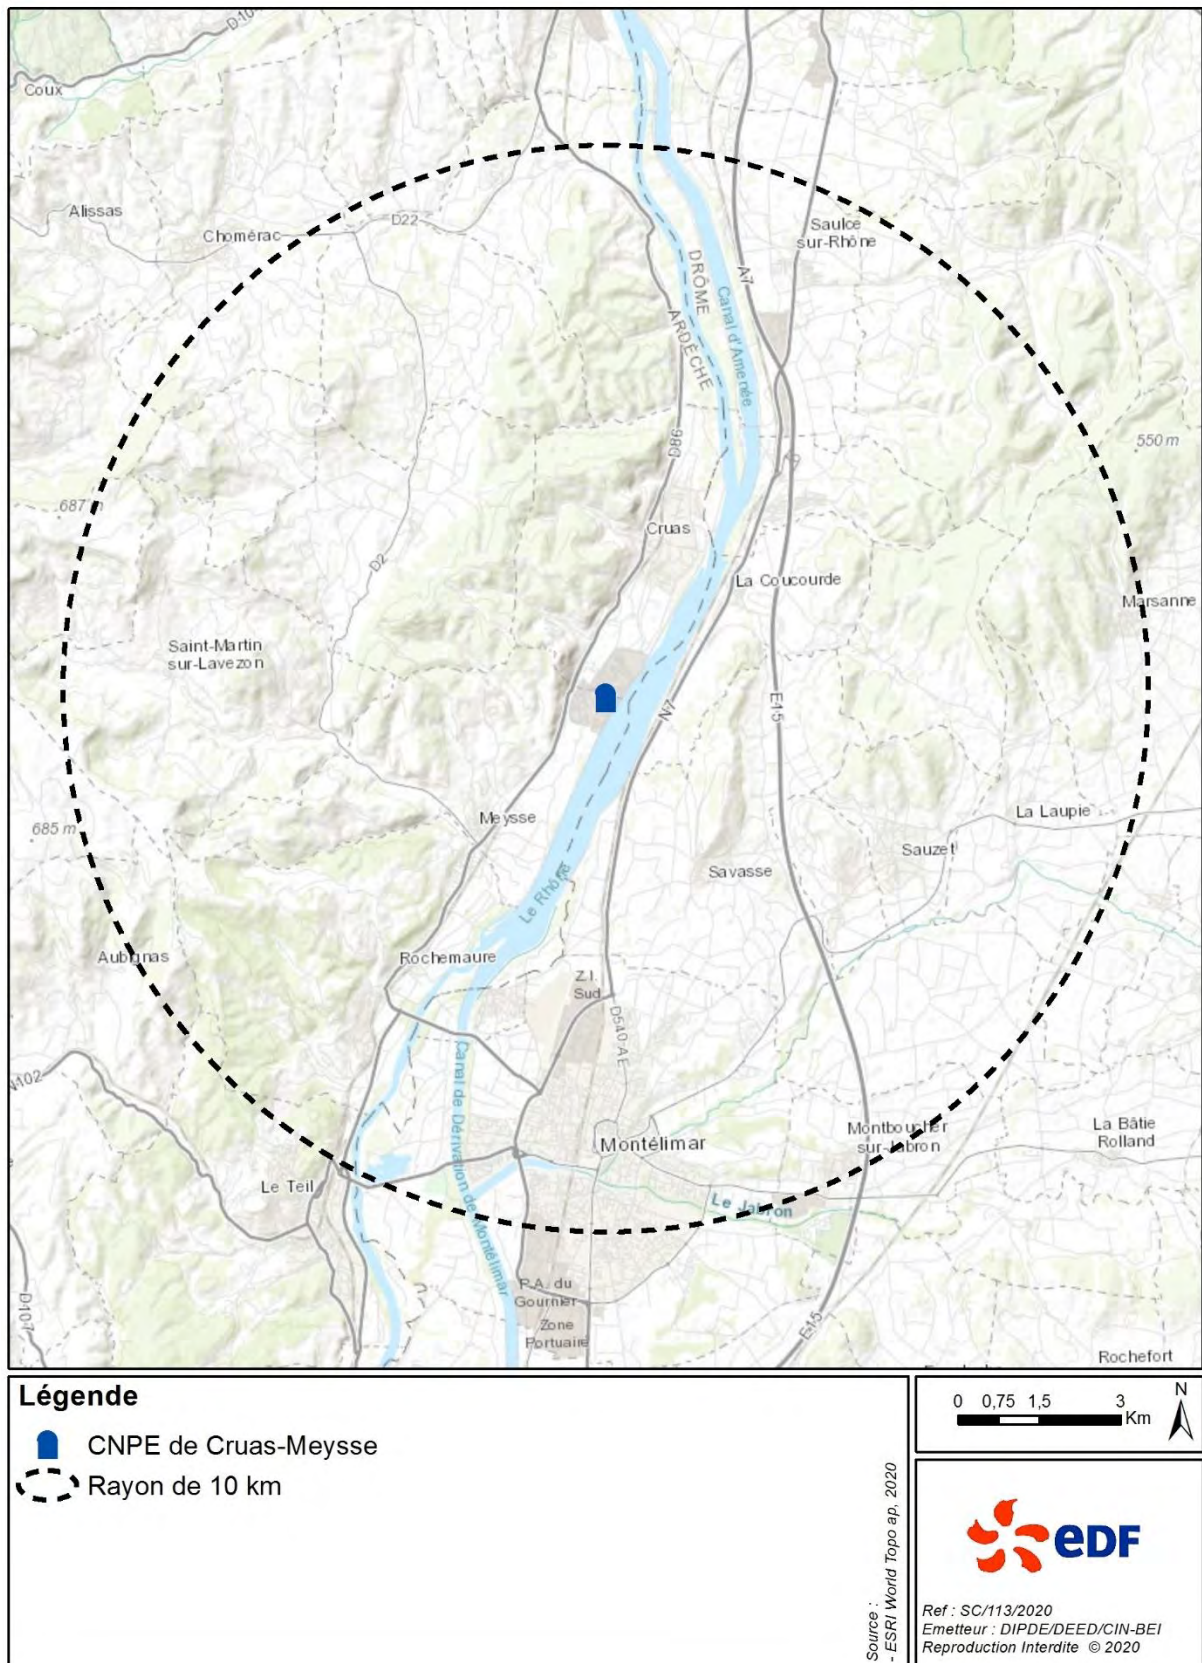 Coux
Alissas
Chomérac
D22
Saulce
sur-Rhône
A7
DRÔME
ARDÈCHE
Canal d'Amenée
D86
550 m
687 m
Cruas
D2
La Coucourde
Marsanne
Saint-Martin
sur-Lavezon
E15
N7
Meysse
La Laupie
685 m
Sauzet
Savasse
Le Rhône
Aubignas
Rochemaure
Z.I.
Sud
D540 AE
N102
Canal de Dérivation de Montélimar
Montélimar
Montboucher
sur-Jabron
La Bâtie
Rolland
Le Teil
Le Jabron
P.A. du
Gournier
Zone
Portuaire
D107
E15
Rochefort
Légende
CNPE de Cruas-Meysse
Rayon de 10 km
Source :
- ESRI World Topo ap, 2020
N
0 0,75 1,5 3
Km
eDF
Ref : SC/113/2020
Emetteur : DIPDE/DEED/CIN-BEI
Reproduction Interdite © 2020